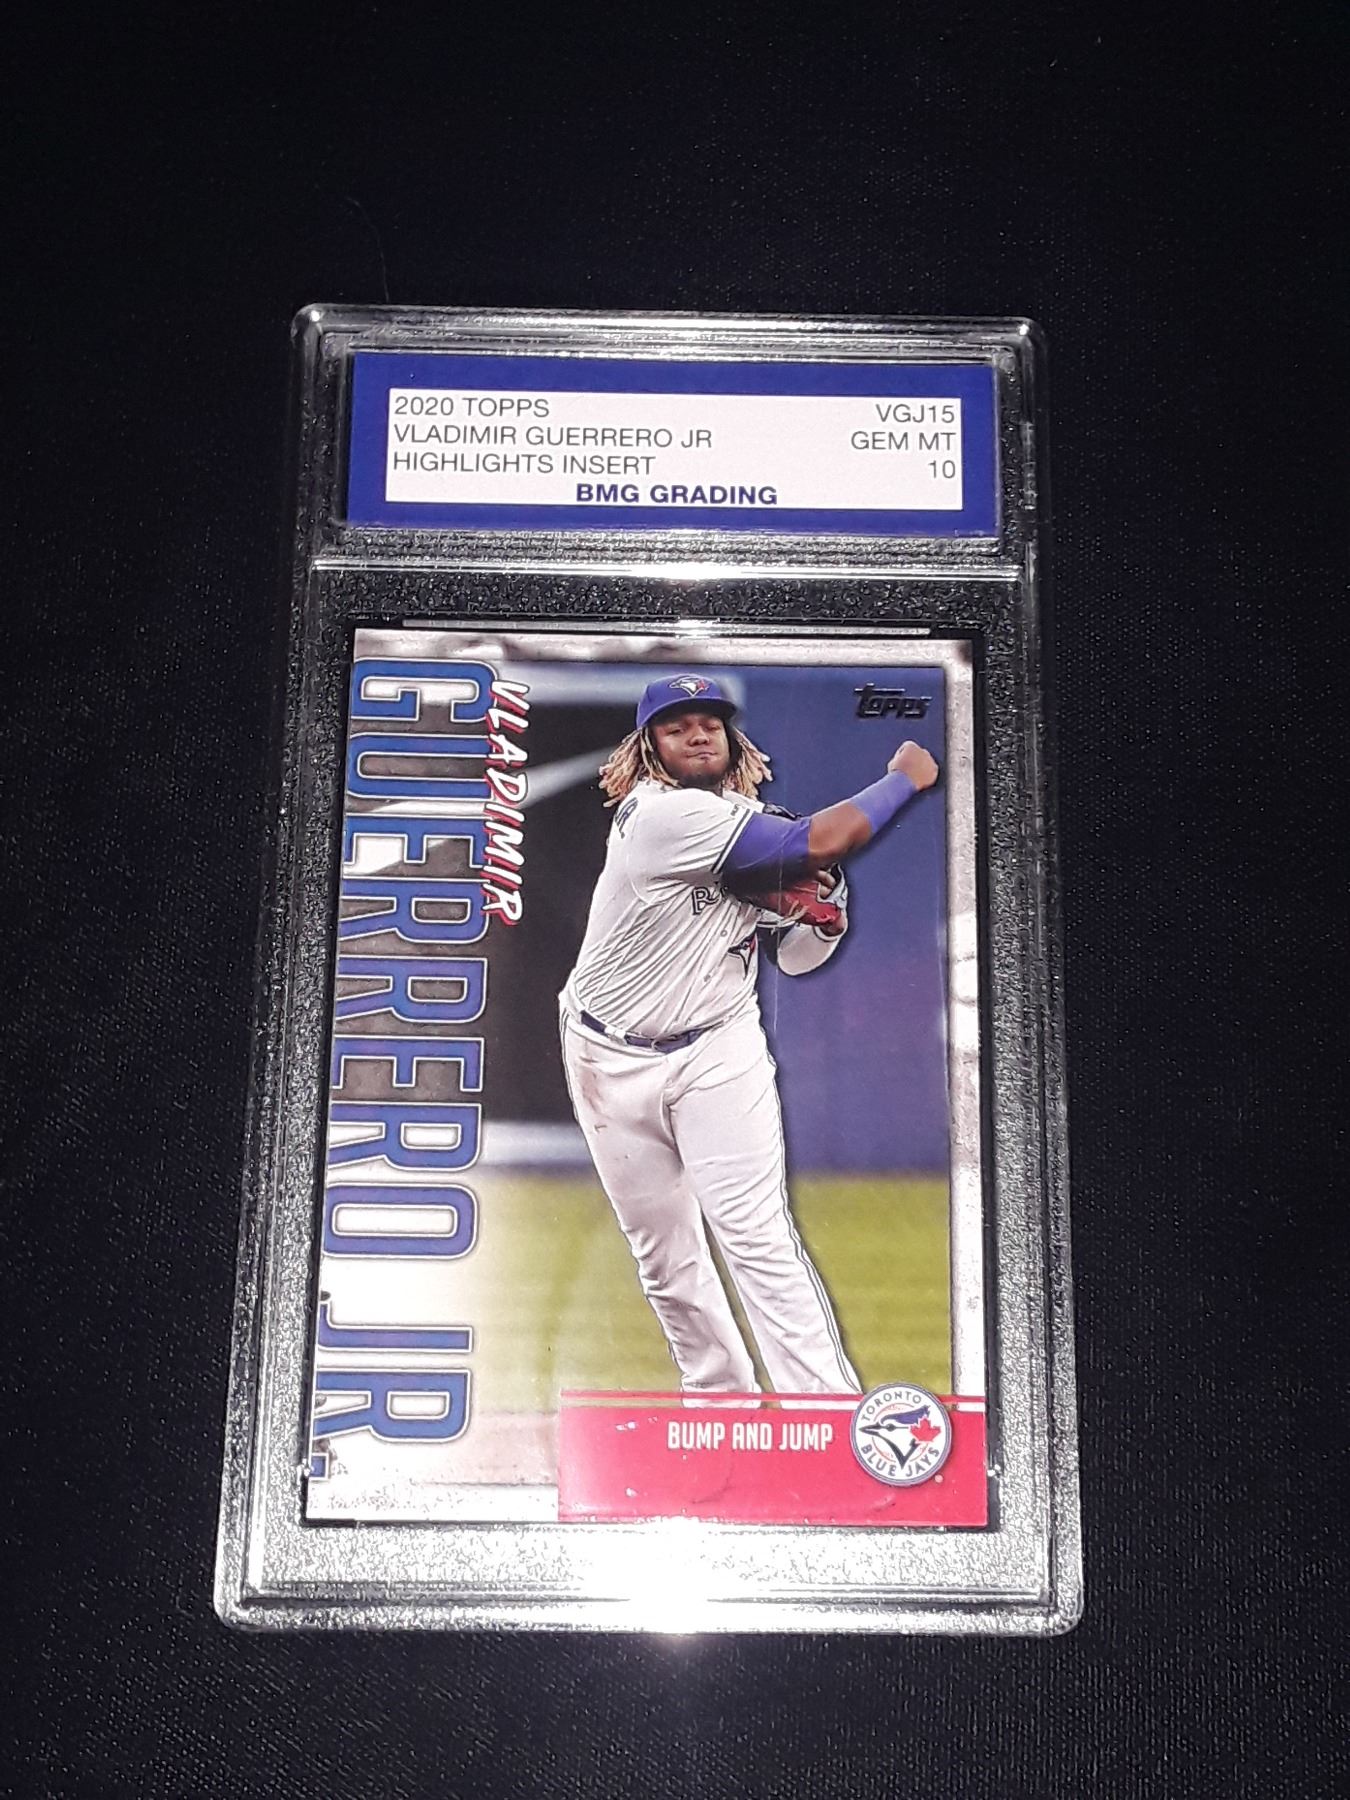 2020 TOPPS VGJ15
VLADIMIR GUERRERO JR GEM MT
HIGHLIGHTS INSERT 10
BMG GRADING
VLADIMIR
GUERRERO JR.
Topps
JR.
BUMP AND JUMP
TORONTO
BLUE JAYS